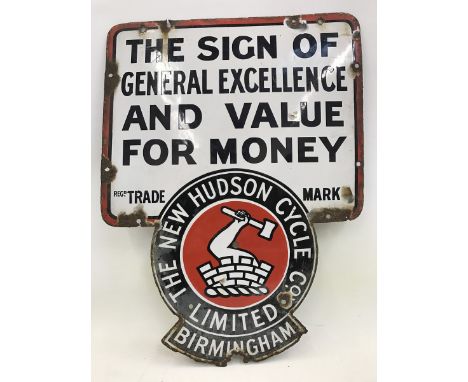 THE SIGN OF
GENERAL EXCELLENCE
AND VALUE
FOR MONEY
REGD TRADE MARK
THE NEW HUDSON CYCLE CO.
LIMITED
BIRMINGHAM